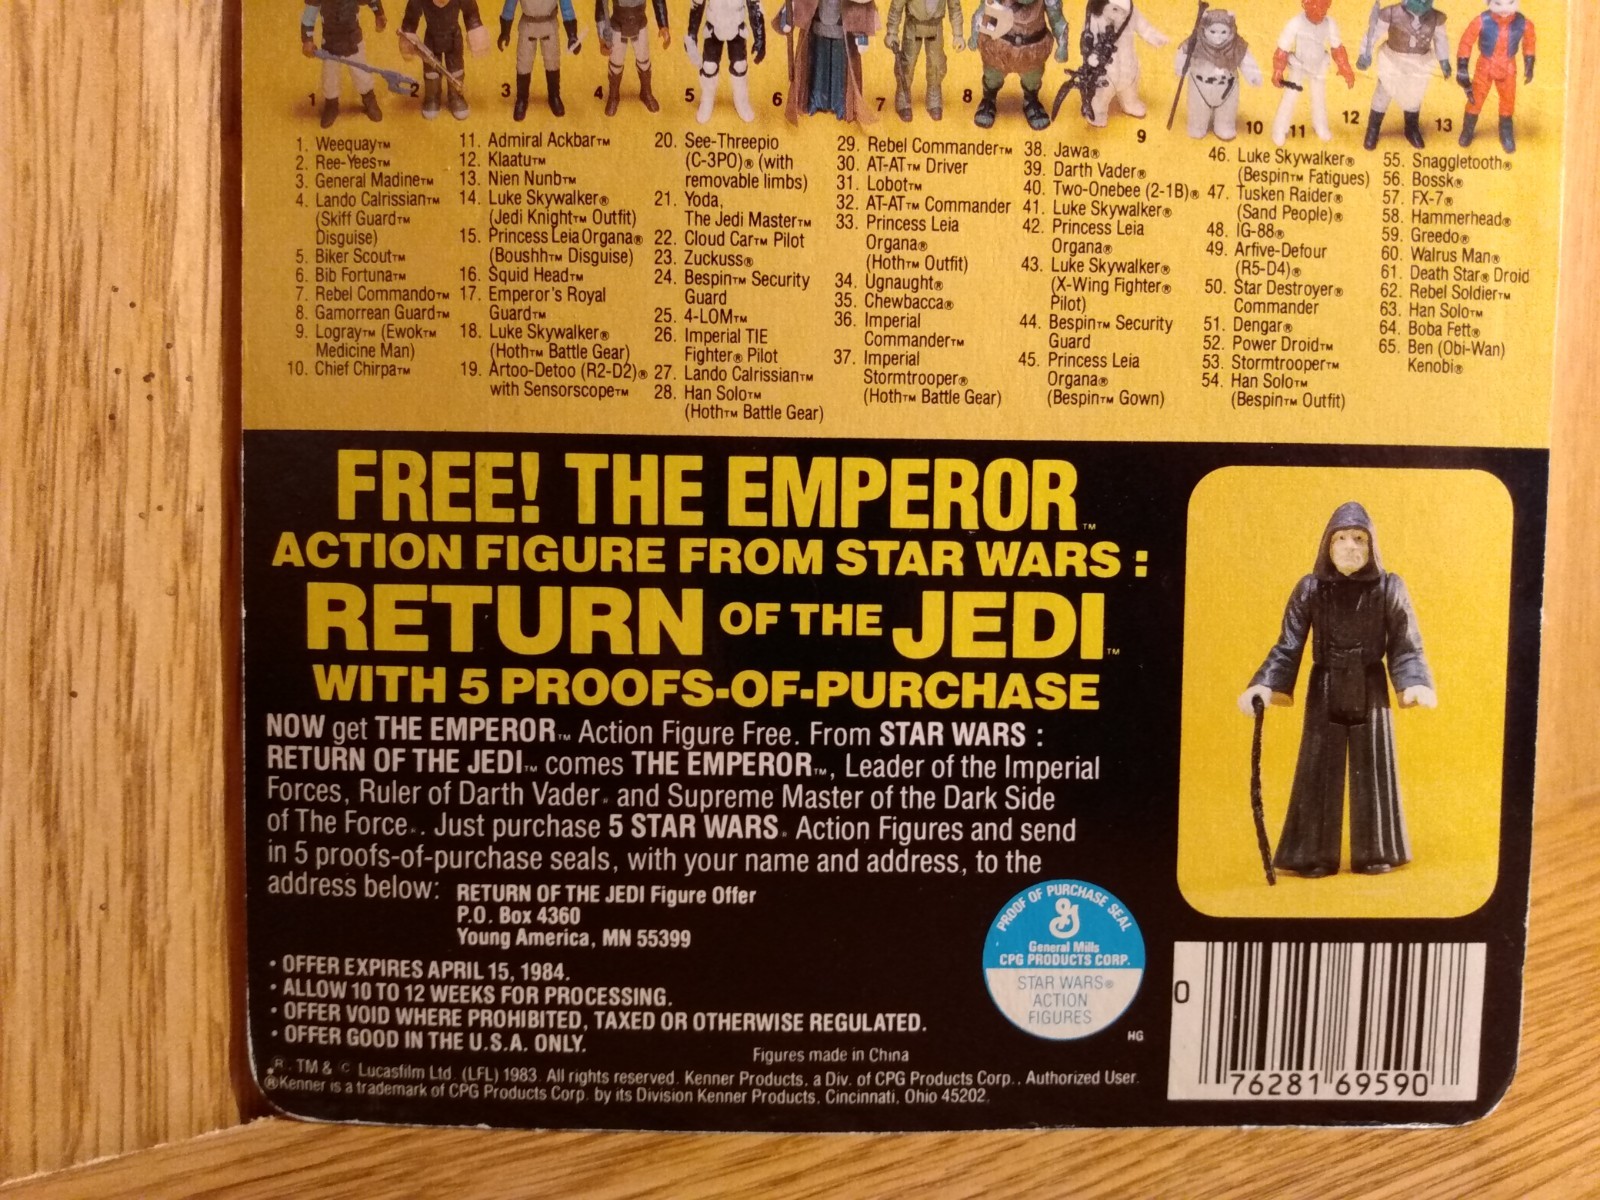 1 2 3 4 5 6 7 8 9 10 11 12 13
1. Weequay™
2. Ree-Yees™
3. General Madine™
4. Lando Calrissian™
(Skiff Guard™
Disguise)
5. Biker Scout™
6. Bib Fortuna™
7. Rebel Commando™
8. Gamorrean Guard™
9. Logray™ (Ewok™
Medicine Man)
10. Chief Chirpa™
11. Admiral Ackbar™
12. Klaatu™
13. Nien Nunb™
14. Luke Skywalker®
(Jedi Knight™ Outfit)
15. Princess Leia Organa®
(Boushh™ Disguise)
16. Squid Head™
17. Emperor's Royal
Guard™
18. Luke Skywalker®
(Hoth™ Battle Gear)
19. Artoo-Detoo (R2-D2)®
with Sensorscope™
20. See-Threepio
(C-3PO)® (with
removable limbs)
21. Yoda,
The Jedi Master™
22. Cloud Car™ Pilot
23. Zuckuss®
24. Bespin™ Security
Guard
25. 4-LOM™
26. Imperial TIE
Fighter® Pilot
27. Lando Calrissian™
28. Han Solo™
(Hoth™ Battle Gear)
29. Rebel Commander™
30. AT-AT™ Driver
31. Lobot™
32. AT-AT™ Commander
33. Princess Leia
Organa®
(Hoth™ Outfit)
34. Ugnaught®
35. Chewbacca®
36. Imperial
Commander™
37. Imperial
Stormtrooper®
(Hoth™ Battle Gear)
38. Jawa®
39. Darth Vader®
40. Two-Onebee (2-1B)®
41. Luke Skywalker®
42. Princess Leia
Organa®
43. Luke Skywalker®
(X-Wing Fighter®
Pilot)
44. Bespin™ Security
Guard
45. Princess Leia
Organa®
(Bespin™ Gown)
46. Luke Skywalker®
(Bespin™ Fatigues)
47. Tusken Raider®
(Sand People)®
48. IG-88®
49. Arfive-Defour
(R5-D4)®
50. Star Destroyer®
Commander
51. Dengar®
52. Power Droid™
53. Stormtrooper™
54. Han Solo™
(Bespin™ Outfit)
55. Snaggletooth®
56. Bossk®
57. FX-7®
58. Hammerhead®
59. Greedo®
60. Walrus Man®
61. Death Star® Droid
62. Rebel Soldier™
63. Han Solo™
64. Boba Fett®
65. Ben (Obi-Wan)
Kenobi®
FREE! THE EMPEROR™
ACTION FIGURE FROM STAR WARS :
RETURN OF THE JEDI™
WITH 5 PROOFS-OF-PURCHASE
NOW get THE EMPEROR™ Action Figure Free. From STAR WARS :
RETURN OF THE JEDI™ comes THE EMPEROR™, Leader of the Imperial
Forces, Ruler of Darth Vader and Supreme Master of the Dark Side
of The Force . Just purchase 5 STAR WARS Action Figures and send
in 5 proofs-of-purchase seals, with your name and address, to the
address below:
RETURN OF THE JEDI Figure Offer
P.O. Box 4360
Young America, MN 55399
• OFFER EXPIRES APRIL 15, 1984.
• ALLOW 10 TO 12 WEEKS FOR PROCESSING.
• OFFER VOID WHERE PROHIBITED, TAXED OR OTHERWISE REGULATED.
• OFFER GOOD IN THE U.S.A. ONLY.
Figures made in China
®, TM & © Lucasfilm Ltd. (LFL) 1983. All rights reserved. Kenner Products, a Div. of CPG Products Corp., Authorized User.
®Kenner is a trademark of CPG Products Corp. by its Division Kenner Products, Cincinnati, Ohio 45202.
PROOF OF PURCHASE SEAL
G
General Mills
CPG PRODUCTS CORP.
STAR WARS®
ACTION
FIGURES
HG
0 76281 69590